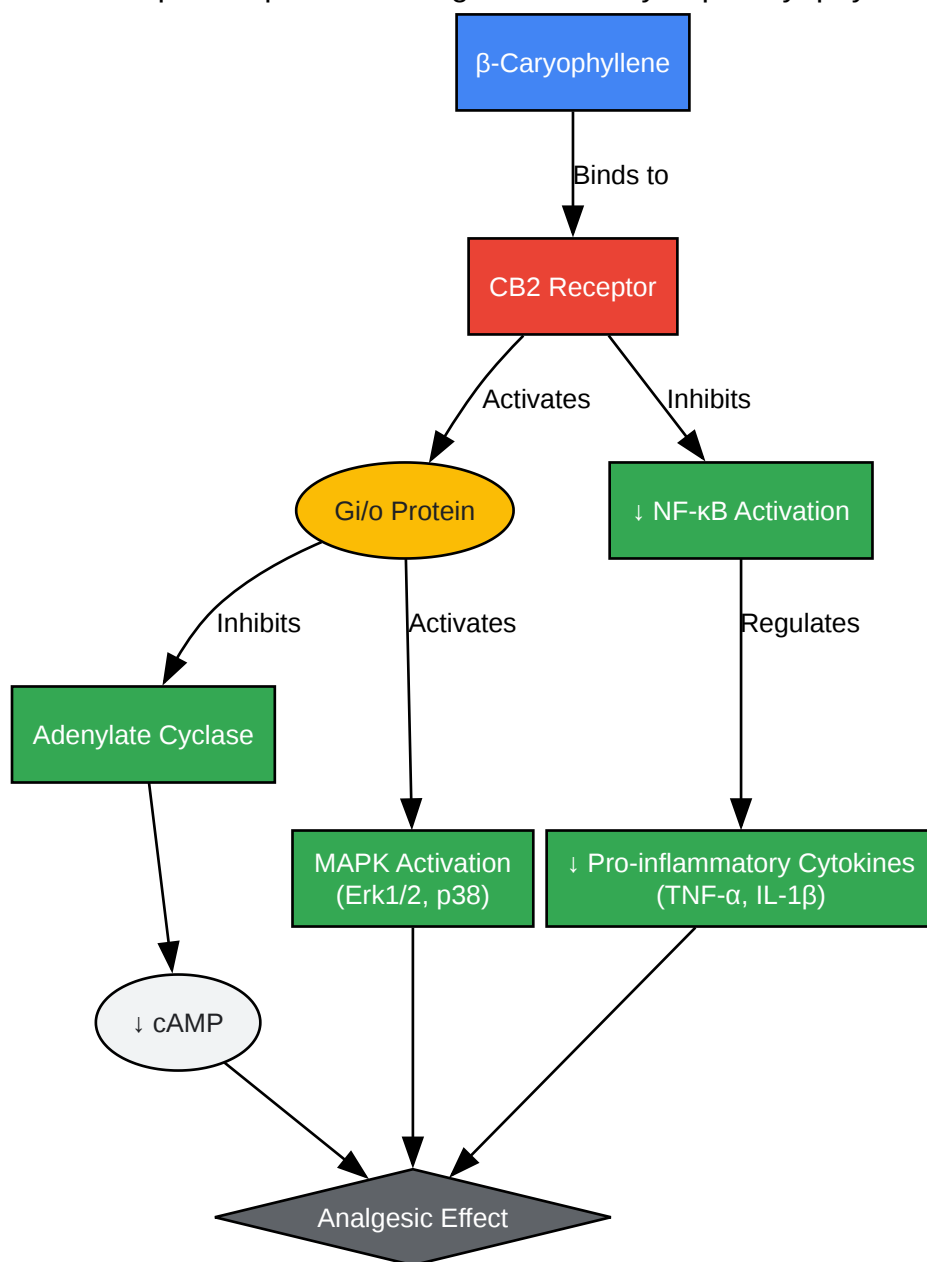 β-Caryophyllene
Binds to
CB2 Receptor
Activates
Inhibits
Gi/o Protein
↓ NF-κB Activation
Inhibits
Activates
Regulates
Adenylate Cyclase
MAPK Activation
(Erk1/2, p38)
↓ Pro-inflammatory Cytokines
(TNF-α, IL-1β)
↓ cAMP
Analgesic Effect